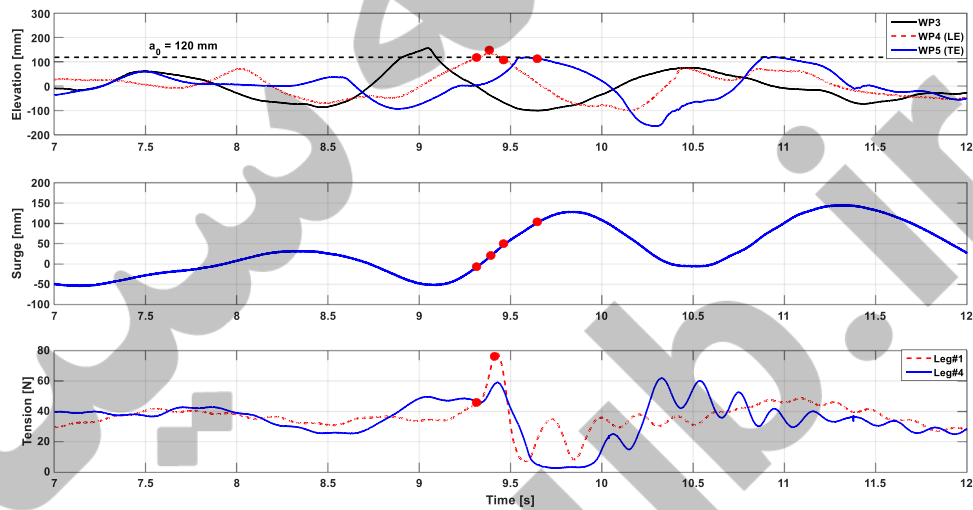 300
200
100
0
-100
-200
Elevation [mm]
a0 = 120 mm
WP3
WP4 (LE)
WP5 (TE)
7 7.5 8 8.5 9 9.5 10 10.5 11 11.5 12
200
150
100
50
0
-50
-100
Surge [mm]
7 7.5 8 8.5 9 9.5 10 10.5 11 11.5 12
80
60
40
20
0
Tension [N]
Leg#1
Leg#4
7 7.5 8 8.5 9 9.5 10 10.5 11 11.5 12
Time [s]